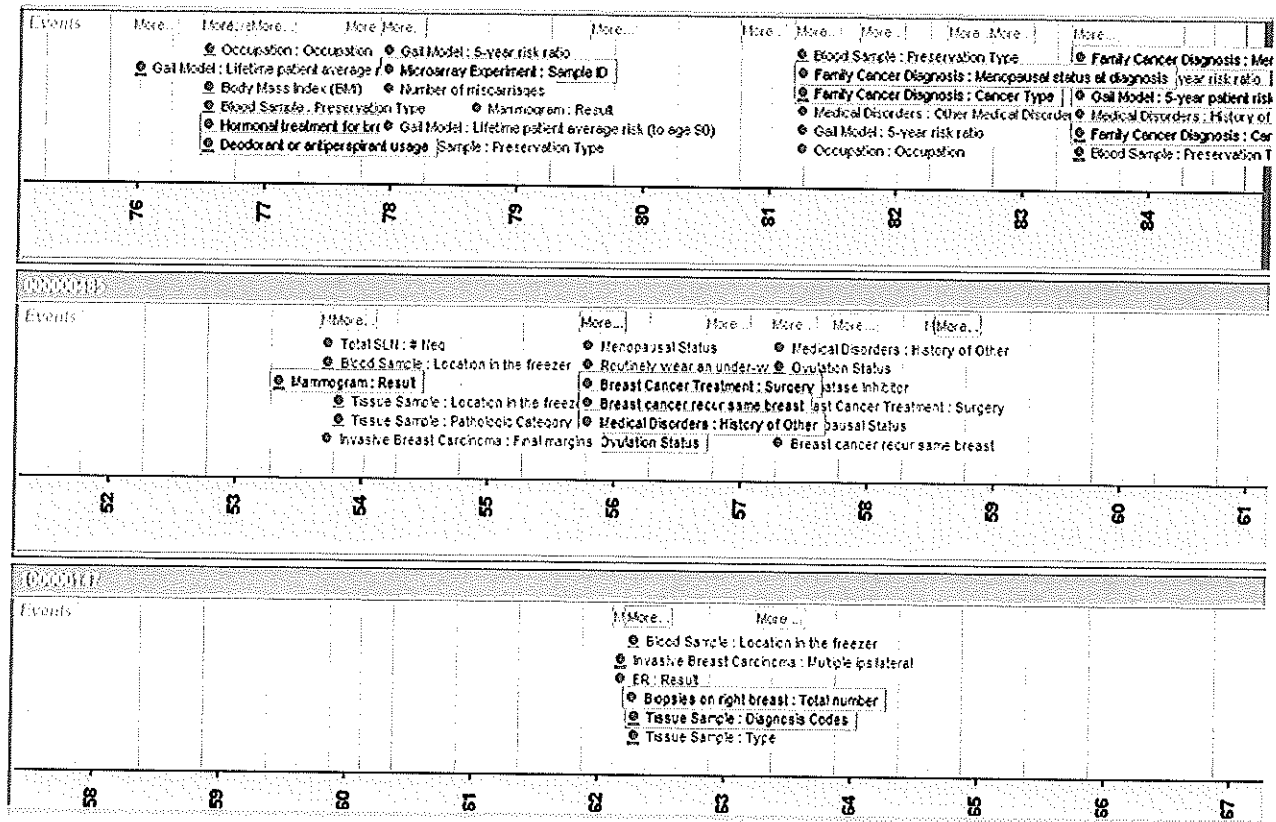 Events More... More... More... More More... More... More... More... More... More More... More...
Occupation : Occupation Gail Model : 5-year risk ratio Blood Sample : Preservation Type Family Cancer Diagnosis : Me
Gail Model : Lifetime patient average r Microarray Experiment : Sample ID Family Cancer Diagnosis : Menopausal status at diagnosis year risk ratio
Body Mass Index (BMI) Number of miscarriages Family Cancer Diagnosis : Cancer Type Gail Model : 5-year patient risk
Blood Sample : Preservation Type Mammogram : Result Medical Disorders : Other Medical Disorde Medical Disorders : History of
Hormonal treatment for bre Gail Model : Lifetime patient average risk (to age 90) Gail Model : 5-year risk ratio Family Cancer Diagnosis : Can
Deodorant or antiperspirant usage Sample : Preservation Type Occupation : Occupation Blood Sample : Preservation T
76 77 78 79 80 81 82 83 84
Events More... More... More... More... More... More...
Total SLN : # Neg Menopausal Status Medical Disorders : History of Other
Blood Sample : Location in the freezer Routinely wear an under-w Ovulation Status
Mammogram : Result Breast Cancer Treatment : Surgery atase Inhibitor
Tissue Sample : Location in the freeze Breast cancer recur same breast ast Cancer Treatment : Surgery
Tissue Sample : Pathologic Category Medical Disorders : History of Other pausal Status
Invasive Breast Carcinoma : Final margins Ovulation Status Breast cancer recur same breast
52 53 54 55 56 57 58 59 60 61
Events More... More...
Blood Sample : Location in the freezer
Invasive Breast Carcinoma : Mutiple ipsilateral
ER : Result
Biopsies on right breast : Total number
Tissue Sample : Diagnosis Codes
Tissue Sample : Type
58 59 60 61 62 63 64 65 66 67